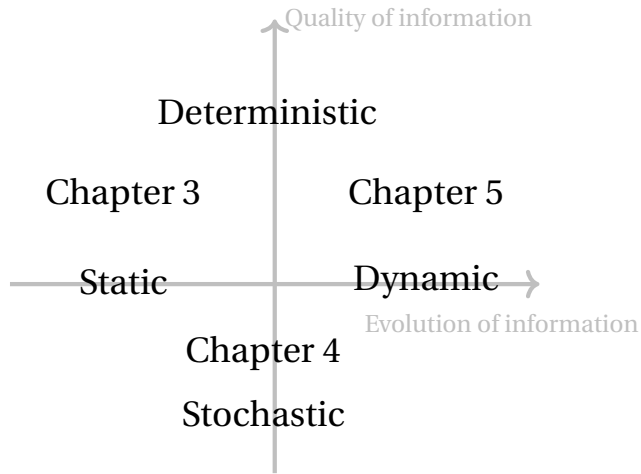 Quality of information
Deterministic
Chapter 3
Chapter 5
Static
Dynamic
Evolution of information
Chapter 4
Stochastic